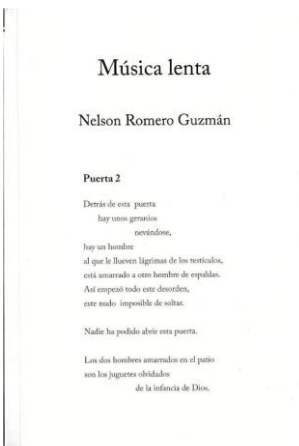 Música lenta
Nelson Romero Guzmán
Puerta 2
Detrás de esta puerta
hay unos geranios
nevándose,
hay un hombre
al que le llueven lágrimas de los testículos,
está amarrado a otro hombre de espaldas.
Así empezó todo este desorden,
este nudo imposible de soltar.
Nadie ha podido abrir esta puerta.
Los dos hombres amarrados en el patio
son los juguetes olvidados
de la infancia de Dios.